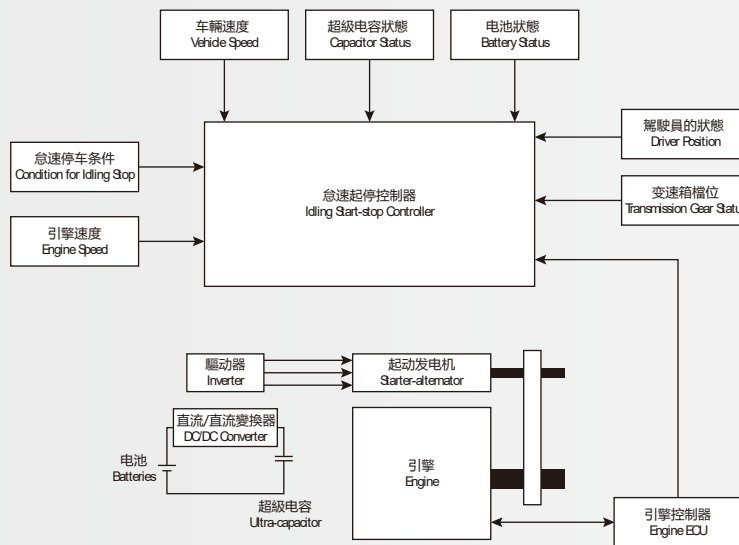 车輛速度
Vehicle Speed
超級电容狀態
Capacitor Status
电池狀態
Battery Status
怠速停车条件
Condition for Idling Stop
引擎速度
Engine Speed
怠速起停控制器
Idling Start-stop Controller
駕駛員的狀態
Driver Position
变速箱檔位
Transmission Gear Statu
驅动器
Inverter
起动发电机
Starter-alternator
直流/直流變換器
DC/DC Converter
电池
Batteries
超級电容
Ultra-capacitor
引擎
Engine
引擎控制器
Engine ECU